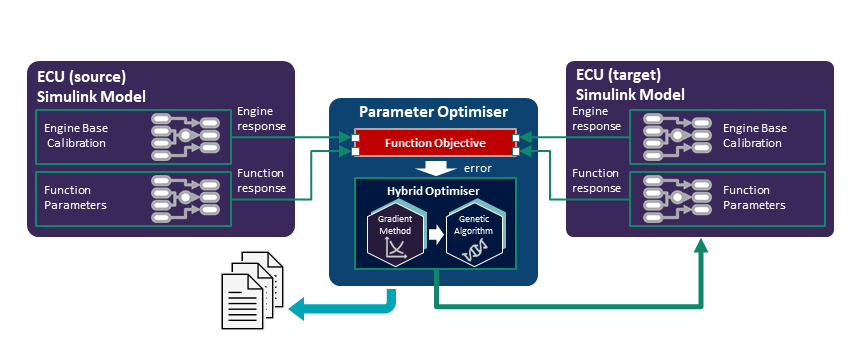 ECU (source)
Simulink Model
Engine Base
Calibration
Function
Parameters
Engine
response
Function
response
Parameter Optimiser
Function Objective
error
Hybrid Optimiser
Gradient
Method
Genetic
Algorithm
ECU (target)
Simulink Model
Engine
response
Function
response
Engine Base
Calibration
Function
Parameters